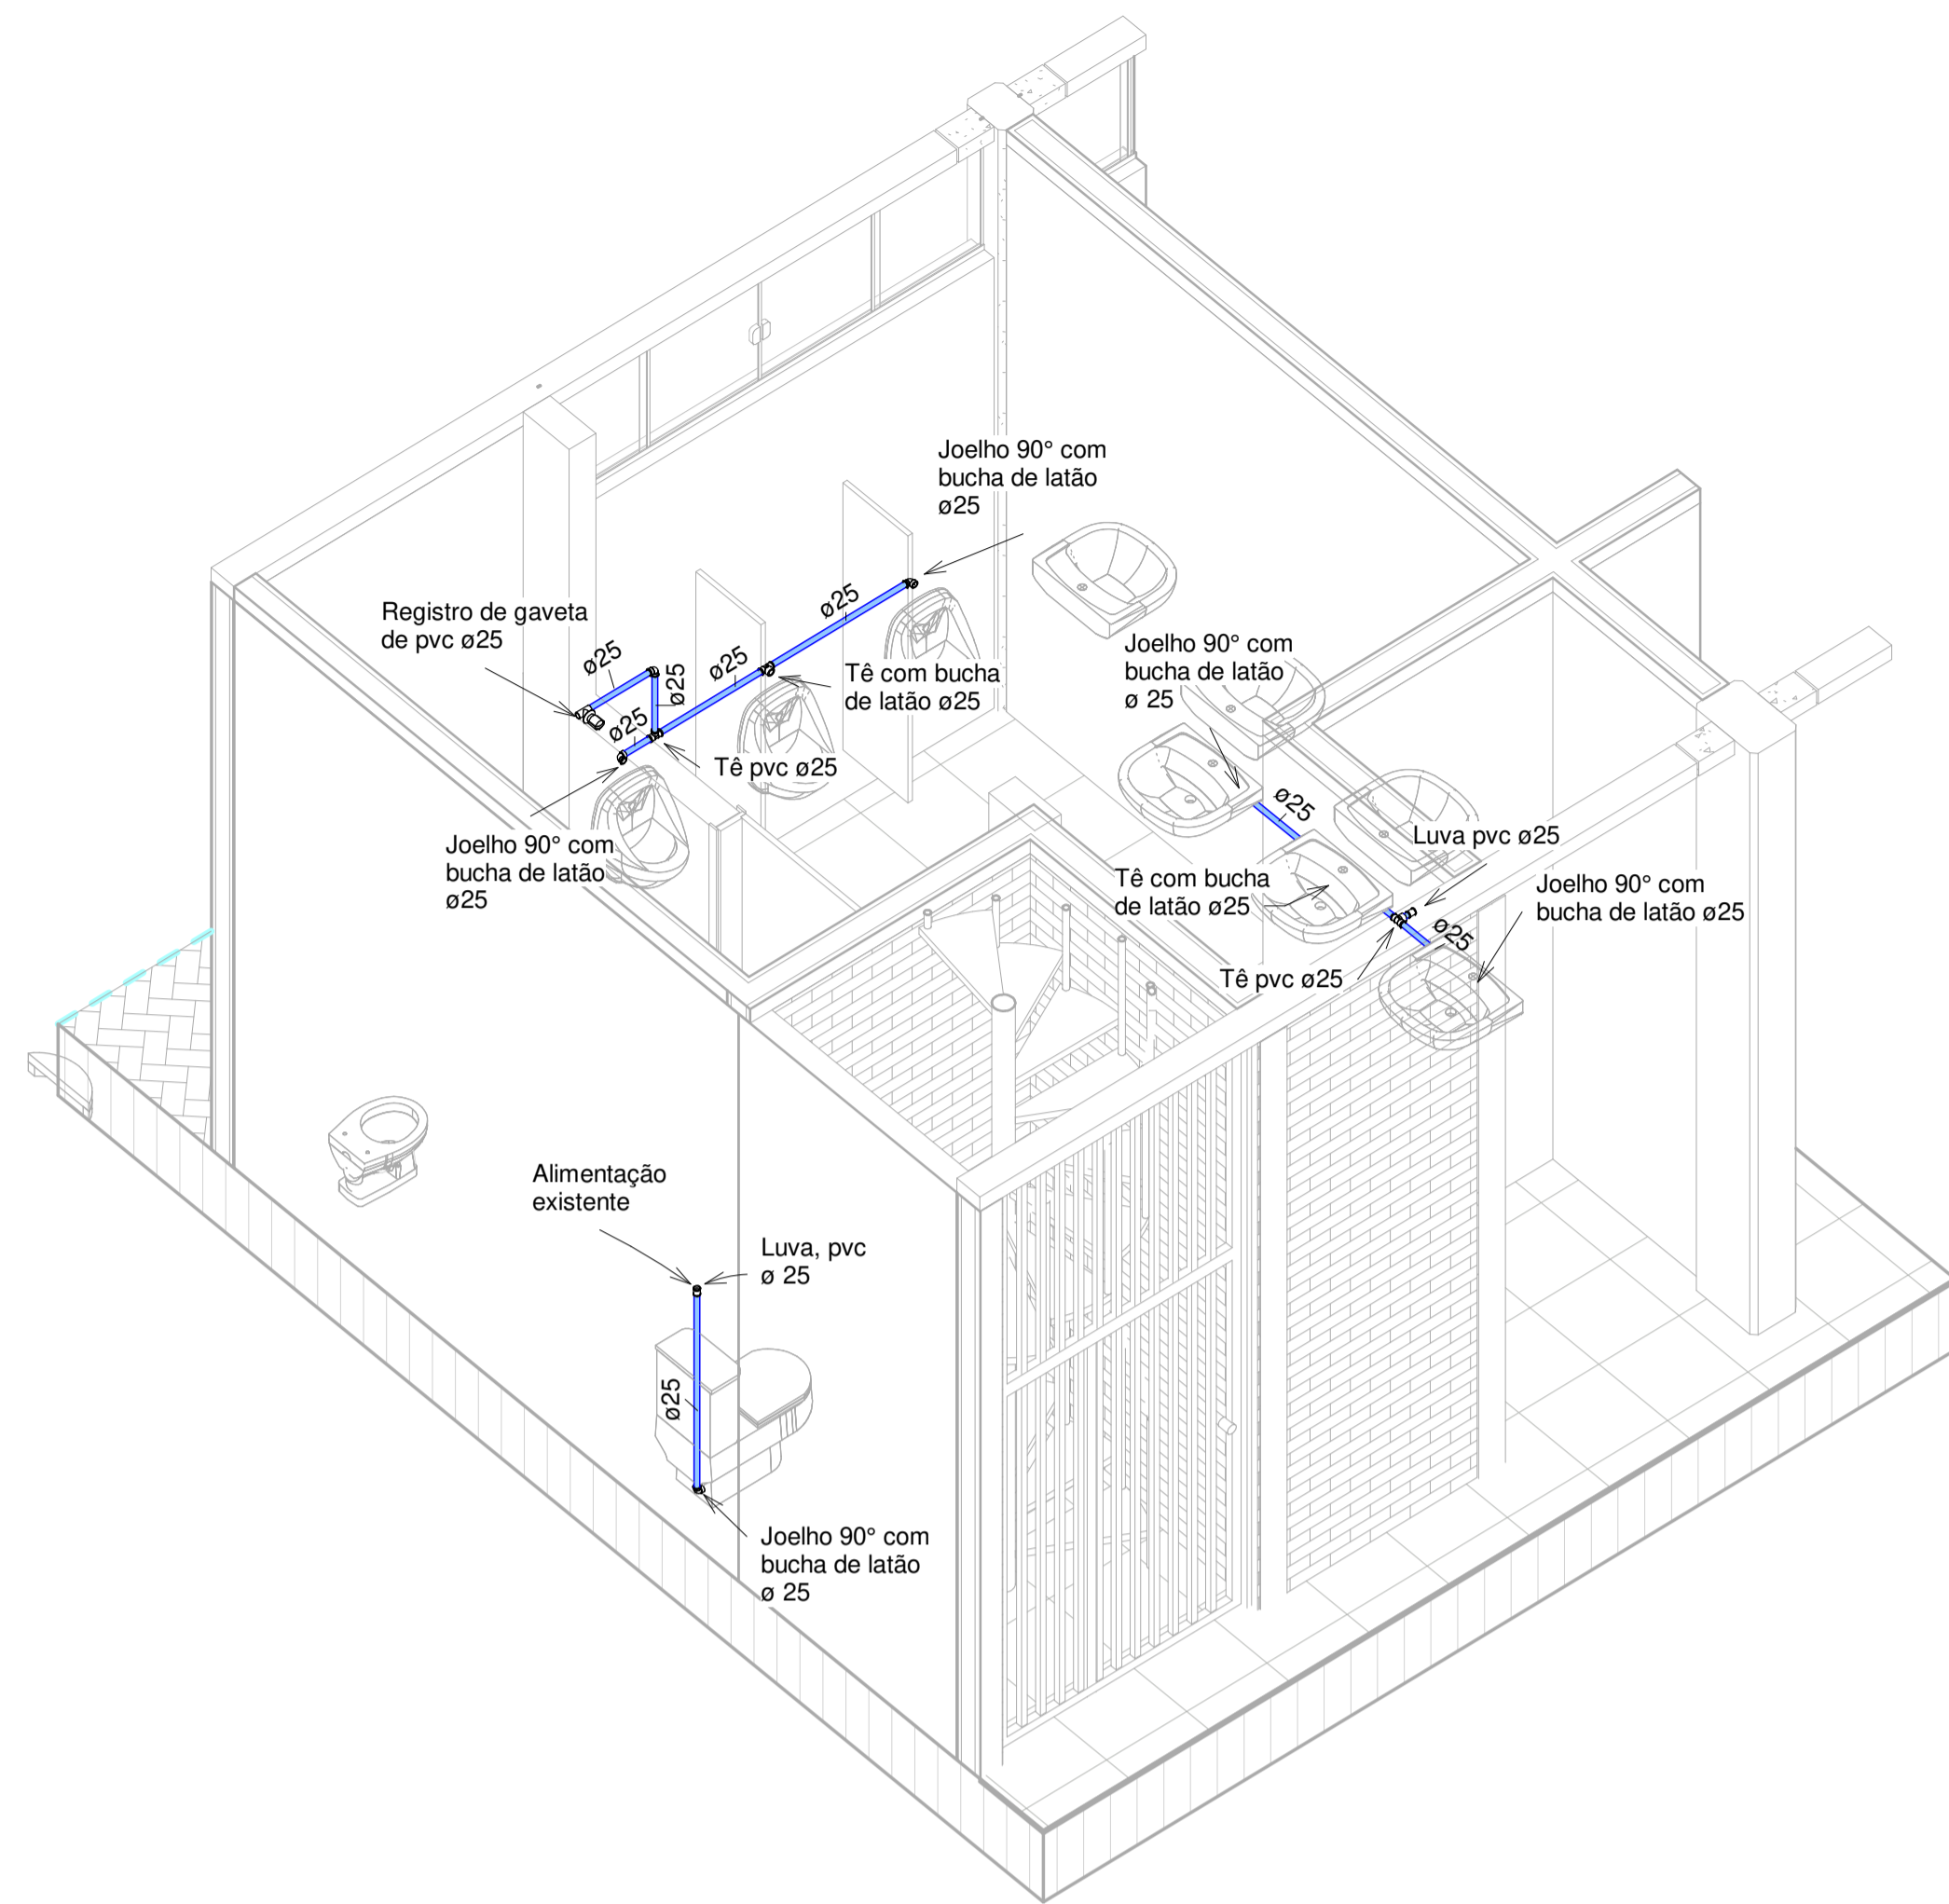 Joelho 90° com
bucha de latão
ø25
Registro de gaveta
de pvc ø25
ø25
ø25
ø25
ø25
ø25
Tê com bucha
de latão ø25
Tê pvc ø25
Joelho 90° com
bucha de latão
ø25
Joelho 90° com
bucha de latão
ø 25
ø25
Luva pvc ø25
Tê com bucha
de latão ø25
Joelho 90° com
bucha de latão ø25
ø25
Tê pvc ø25
Alimentação
existente
Luva, pvc
ø 25
ø25
Joelho 90° com
bucha de latão
ø 25